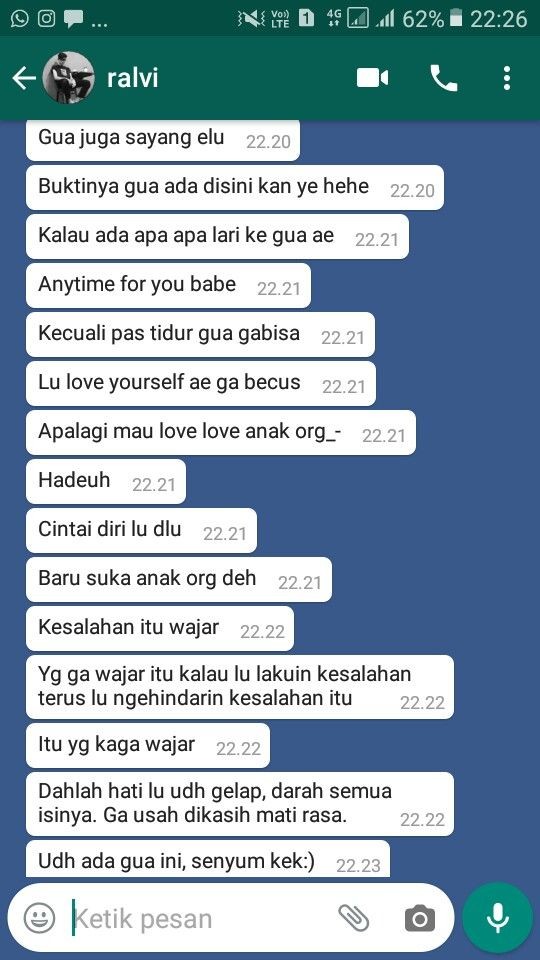 ... Vo)) LTE 1 4G 62% 22:26
ralvi
Gua juga sayang elu 22.20
Buktinya gua ada disini kan ye hehe 22.20
Kalau ada apa apa lari ke gua ae 22.21
Anytime for you babe 22.21
Kecuali pas tidur gua gabisa 22.21
Lu love yourself ae ga becus 22.21
Apalagi mau love love anak org_- 22.21
Hadeuh 22.21
Cintai diri lu dlu 22.21
Baru suka anak org deh 22.21
Kesalahan itu wajar 22.22
Yg ga wajar itu kalau lu lakuin kesalahan
terus lu ngehindarin kesalahan itu 22.22
Itu yg kaga wajar 22.22
Dahlah hati lu udh gelap, darah semua
isinya. Ga usah dikasih mati rasa. 22.22
Udh ada gua ini, senyum kek:) 22.23
Ketik pesan